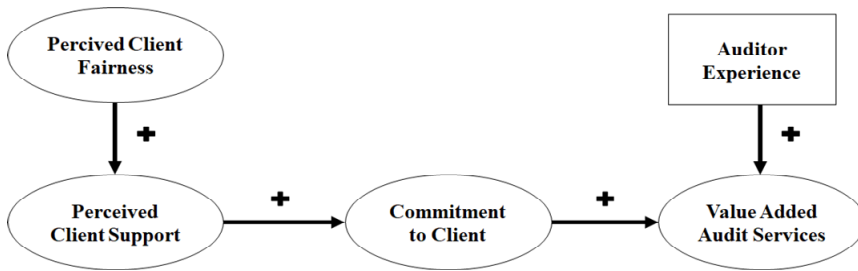 Percived Client
Fairness
Auditor
Experience
+
+
Perceived
Client Support
+
Commitment
to Client
+
Value Added
Audit Services